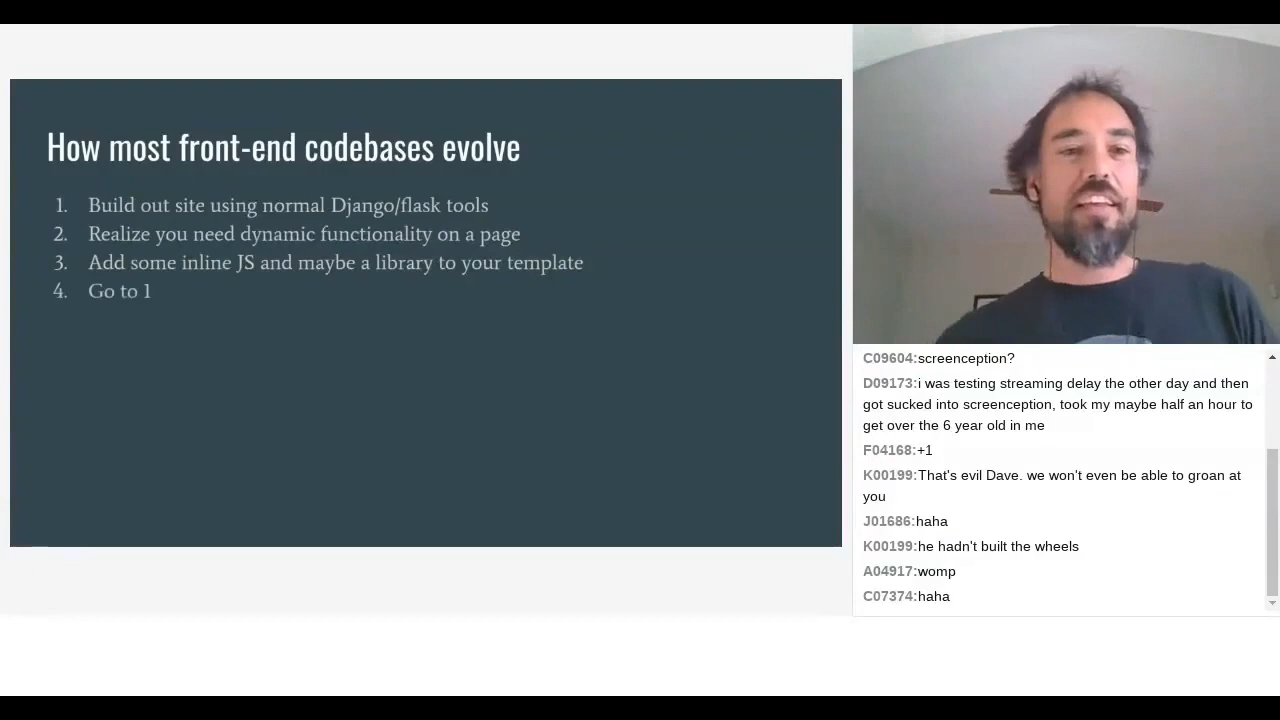 How most front-end codebases evolve
1. Build out site using normal Django/flask tools
2. Realize you need dynamic functionality on a page
3. Add some inline JS and maybe a library to your template
4. Go to 1
C09604:screenception?
D09173:i was testing streaming delay the other day and then
got sucked into screenception, took my maybe half an hour to
get over the 6 year old in me
F04168:+1
K00199:That's evil Dave. we won't even be able to groan at
you
J01686:haha
K00199:he hadn't built the wheels
A04917:womp
C07374:haha